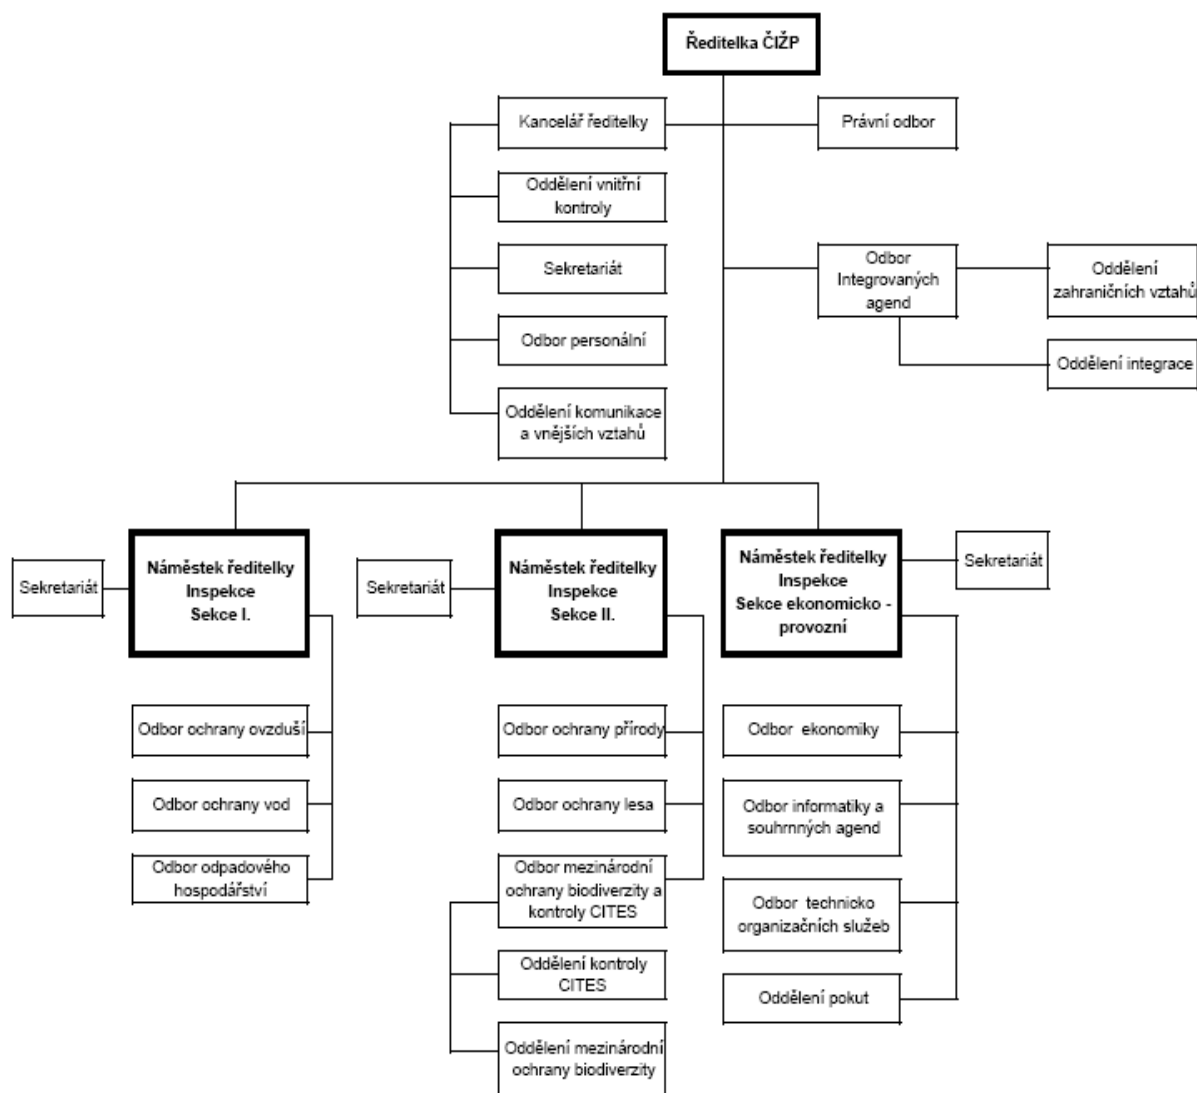 Ředitelka ČIŽP
Kancelář ředitelky
Právní odbor
Oddělení vnitřní
kontroly
Sekretariát
Odbor
Integrovaných
agend
Oddělení
zahraničních vztahů
Odbor personální
Oddělení integrace
Oddělení komunikace
a vnějších vztahů
Sekretariát
Náměstek ředitelky
Inspekce
Sekce I.
Sekretariát
Náměstek ředitelky
Inspekce
Sekce II.
Náměstek ředitelky
Inspekce
Sekce ekonomicko -
provozní
Sekretariát
Odbor ochrany ovzduší
Odbor ochrany vod
Odbor odpadového
hospodářství
Odbor ochrany přírody
Odbor ochrany lesa
Odbor mezinárodní
ochrany biodiverzity a
kontroly CITES
Oddělení kontroly
CITES
Oddělení mezinárodní
ochrany biodiverzity
Odbor ekonomiky
Odbor informatiky a
souhrnných agend
Odbor technicko
organizačních služeb
Oddělení pokut